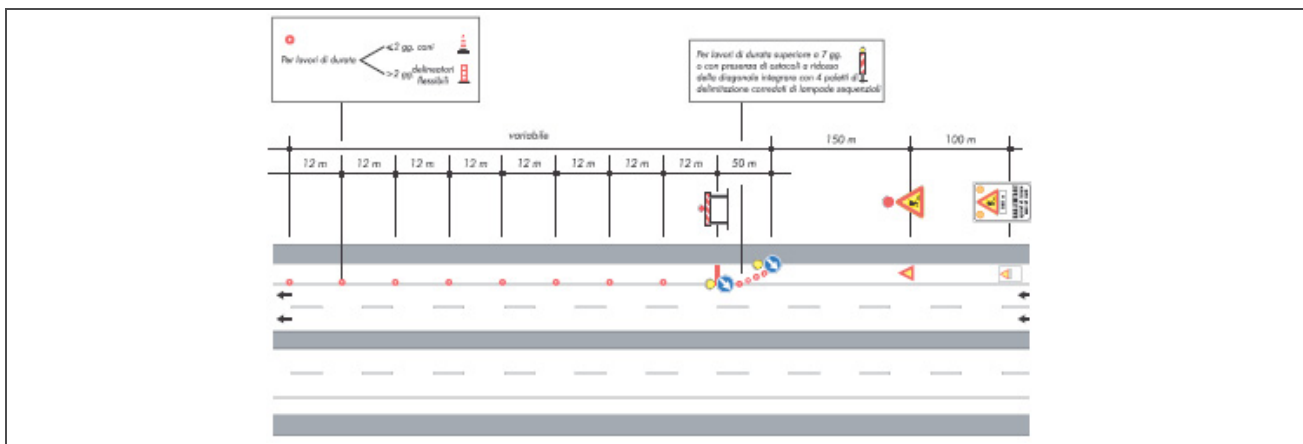 Per lavori di durata
≤2 gg. coni
>2 gg. delineatori
flessibili
Per lavori di durata superiore a 7 gg.
o con presenza di ostacoli a ridosso
della diagonale integrare con 4 paletti di
delimitazione corredati di lampade sequenziali
variabile
150 m
100 m
12 m
12 m
12 m
12 m
12 m
12 m
12 m
12 m
50 m